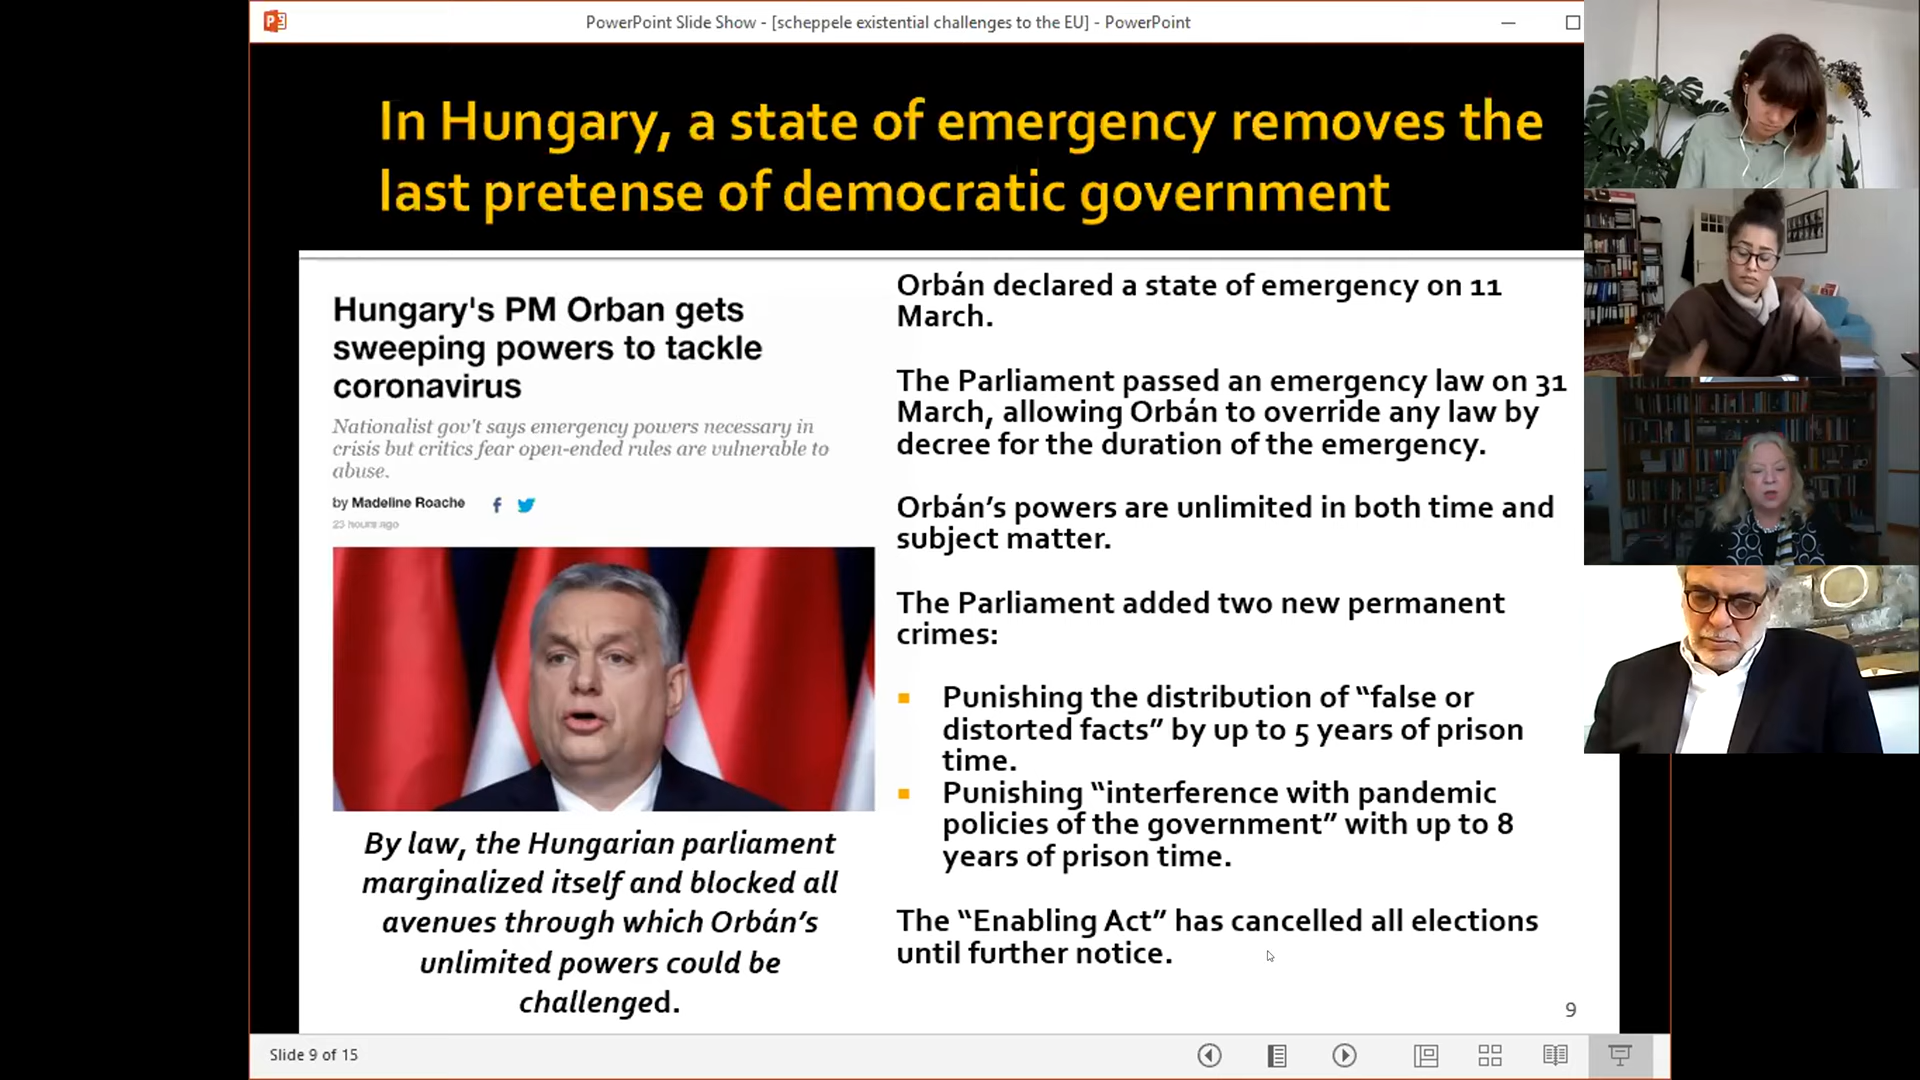 PowerPoint Slide Show - [scheppele existential challenges to the EU] - PowerPoint
In Hungary, a state of emergency removes the
last pretense of democratic government
Hungary's PM Orban gets
sweeping powers to tackle
coronavirus
Nationalist gov't says emergency powers necessary in
crisis but critics fear open-ended rules are vulnerable to
abuse.
by Madeline Roache
23 hours ago
By law, the Hungarian parliament
marginalized itself and blocked all
avenues through which Orbán’s
unlimited powers could be
challenged.
Orbán declared a state of emergency on 11
March.
The Parliament passed an emergency law on 31
March, allowing Orbán to override any law by
decree for the duration of the emergency.
Orbán’s powers are unlimited in both time and
subject matter.
The Parliament added two new permanent
crimes:
Punishing the distribution of “false or
distorted facts” by up to 5 years of prison
time.
Punishing “interference with pandemic
policies of the government” with up to 8
years of prison time.
The “Enabling Act” has cancelled all elections
until further notice.
9
Slide 9 of 15